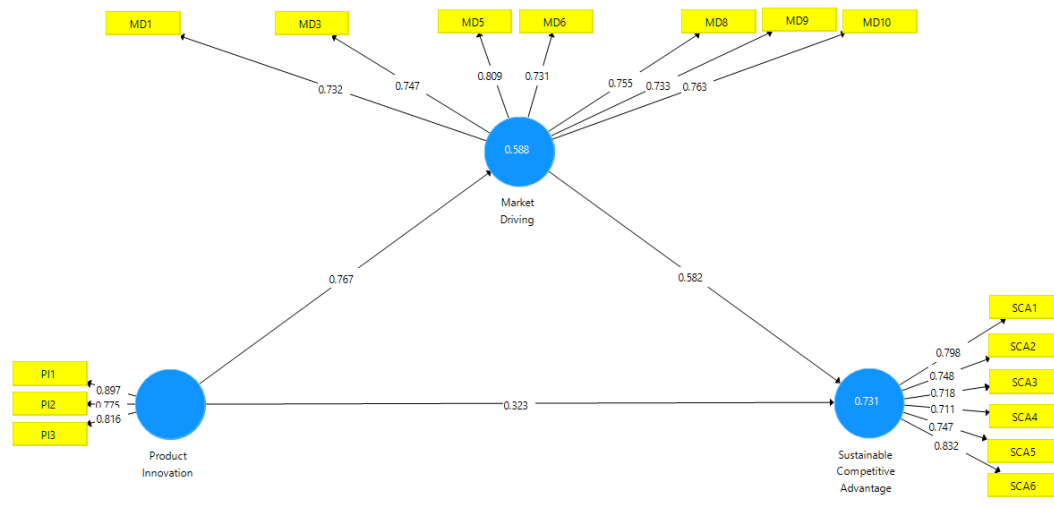 MD1
MD3
MD5
MD6
MD8
MD9
MD10
0.732
0.747
0.809
0.731
0.755
0.733
0.763
0.588
Market
Driving
0.767
0.582
PI1
PI2
PI3
0.897
0.775
0.816
Product
Innovation
0.323
0.731
Sustainable
Competitive
Advantage
0.798
0.748
0.718
0.711
0.747
0.832
SCA1
SCA2
SCA3
SCA4
SCA5
SCA6